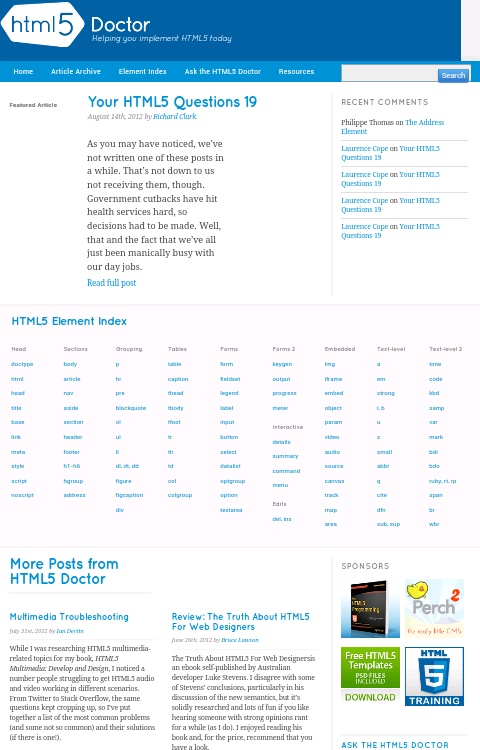 html5 Doctor
Helping you implement HTML5 today
Home Article Archive Element Index Ask the HTML5 Doctor Resources
Search
Featured Article
Your HTML5 Questions 19
August 14th, 2012 by Richard Clark.
As you may have noticed, we've
not written one of these posts in
a while. That's not down to us
not receiving them, though.
Government cutbacks have hit
health services hard, so
decisions had to be made. Well,
that and the fact that we've all
just been manically busy with
our day jobs.
Read full post
RECENT COMMENTS
Philippe Thomas on The Address
Element
Laurence Cope on Your HTML5
Questions 19
Laurence Cope on Your HTML5
Questions 19
Laurence Cope on Your HTML5
Questions 19
Laurence Cope on Your HTML5
Questions 19
HTML5 Element Index
Head
doctype
html
head
title
base
link
meta
style
script
noscript
Sections
body
article
nav
aside
section
header
footer
h1-h6
hgroup
address
Grouping
p
hr
pre
blockquote
ol
ul
li
dl, dt, dd
figure
figcaption
div
Tables
table
caption
thead
tbody
tfoot
tr
th
td
col
colgroup
Forms
form
fieldset
legend
label
input
button
select
datalist
optgroup
option
textarea
Forms 2
keygen
output
progress
meter
Interactive
details
summary
command
menu
Edits
del, ins
Embedded
img
iframe
embed
object
param
video
audio
source
canvas
track
map
area
Text-level
a
em
strong
i, b
u
s
small
abbr
q
cite
dfn
sub, sup
Text-level 2
time
code
kbd
samp
var
mark
bdi
bdo
ruby, rt, rp
span
br
wbr
More Posts from
HTML5 Doctor
Multimedia Troubleshooting
July 31st, 2012 by Ian Devlin
While I was researching HTML5 multimedia-
related topics for my book, HTML5
Multimedia: Develop and Design, I noticed a
number people struggling to get HTML5 audio
and video working in different scenarios.
From Twitter to Stack Overflow, the same
questions kept cropping up, so I've put
together a list of the most common problems
(and some not so common) and their solutions
(if there is one!).
Review: The Truth About HTML5
For Web Designers
June 26th, 2012 by Bruce Lawson
The Truth About HTML5 For Web Designersis
an ebook self-published by Australian
developer Luke Stevens. I disagree with some
of Stevens' conclusions, particularly in his
discusssion of the new semantics, but it's
solidly researched and lots of fun if you like
hearing someone with strong opinions rant
for a while (as I do). I enjoyed reading his
book and, for the price, recommend that you
have a look.
SPONSORS
HTML5
Programming
Perch 2
the really little CMS
Free HTML5
Templates
PSD FILES
INCLUDED
DOWNLOAD
HTML
5
TRAINING
ASK THE HTML5 DOCTOR